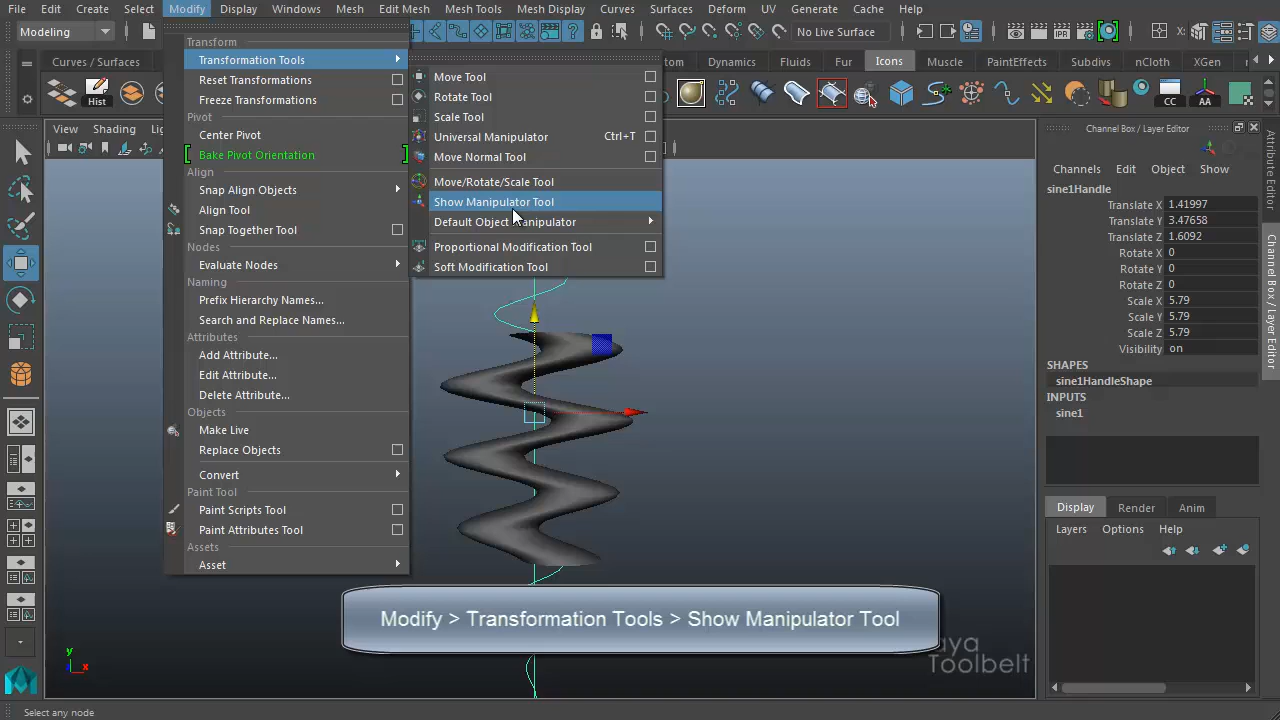 File Edit Create Select Modify Display Windows Mesh Edit Mesh Mesh Tools Mesh Display Curves Surfaces Deform UV Generate Cache Help
Modeling
No Live Surface
Curves / Surfaces
tom Dynamics Fluids Fur Icons Muscle PaintEffects Subdivs nCloth XGen
Hist
CC
AA
View Shading
Transform
Transformation Tools
Reset Transformations
Freeze Transformations
Pivot
Center Pivot
Bake Pivot Orientation
Align
Snap Align Objects
Align Tool
Snap Together Tool
Nodes
Evaluate Nodes
Naming
Prefix Hierarchy Names...
Search and Replace Names...
Attributes
Add Attribute...
Edit Attribute...
Delete Attribute...
Objects
Make Live
Replace Objects
Convert
Paint Tool
Paint Scripts Tool
Paint Attributes Tool
Assets
Asset
Move Tool
Rotate Tool
Scale Tool
Universal Manipulator Ctrl+T
Move Normal Tool
Move/Rotate/Scale Tool
Show Manipulator Tool
Default Object Manipulator
Proportional Modification Tool
Soft Modification Tool
Channel Box / Layer Editor
Channels Edit Object Show
sine1Handle
Translate X 1.41997
Translate Y 3.47658
Translate Z 1.6092
Rotate X 0
Rotate Y 0
Rotate Z 0
Scale X 5.79
Scale Y 5.79
Scale Z 5.79
Visibility on
SHAPES
sine1HandleShape
INPUTS
sine1
Display Render Anim
Layers Options Help
Attribute Editor
Channel Box / Layer Editor
Modify > Transformation Tools > Show Manipulator Tool
aya
Toolbelt
y
x
Select any node